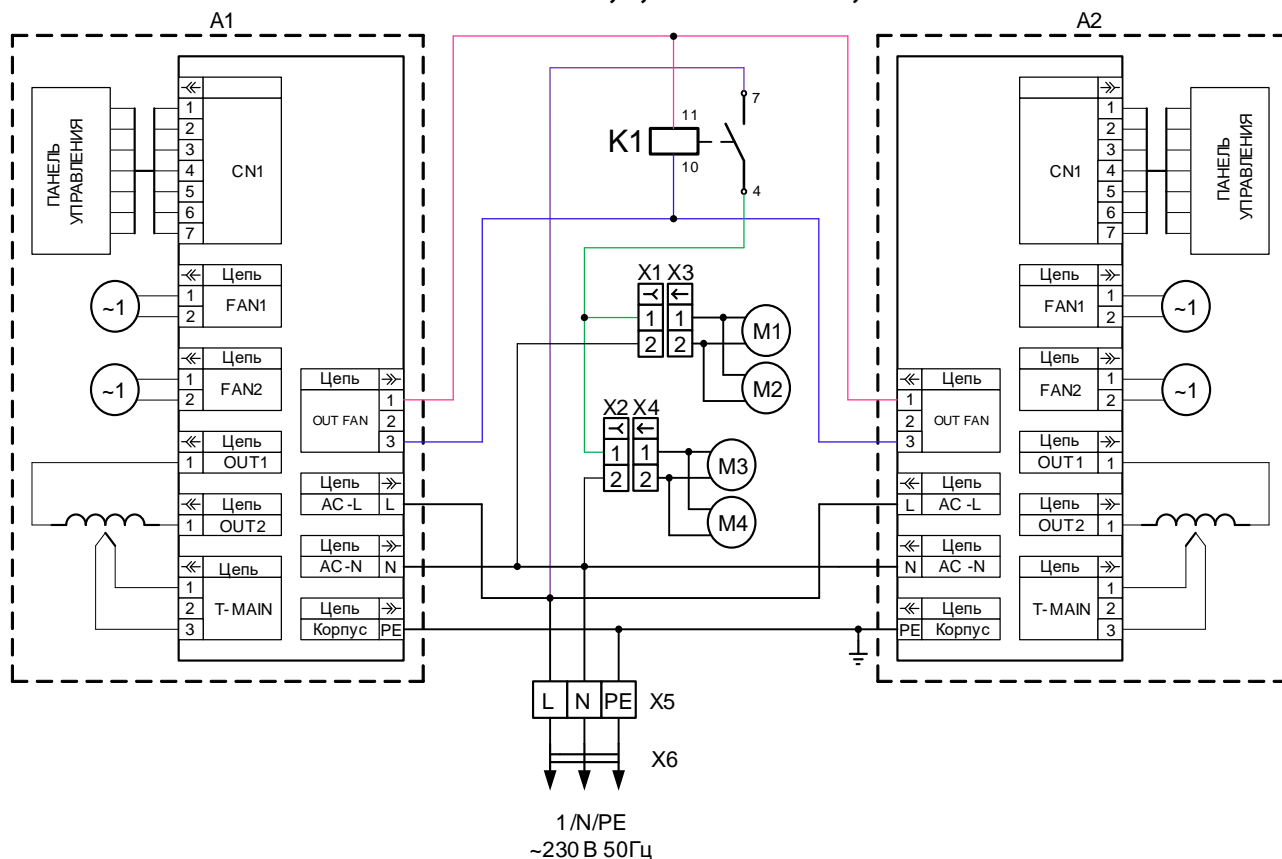 A1
A2
ПАНЕЛЬ
УПРАВЛЕНИЯ
1
2
3
4
5
6
7
CN1
Цепь
1
2
FAN1
Цепь
1
2
FAN2
Цепь
1
OUT1
Цепь
1
OUT2
Цепь
1
2
3
T-MAIN
Цепь
1
2
3
OUT FAN
Цепь
AC-L
L
Цепь
AC-N
N
Цепь
Корпус
PE
K1
11
10
7
4
X1
X3
1
1
2
2
M1
M2
X2
X4
1
1
2
2
M3
M4
L
N
PE
X5
X6
1/N/PE
~230 В 50Гц
Цепь
1
2
3
OUT FAN
Цепь
L
AC-L
Цепь
N
AC-N
Цепь
PE
Корпус
CN1
1
2
3
4
5
6
7
ПАНЕЛЬ
УПРАВЛЕНИЯ
Цепь
FAN1
1
2
Цепь
FAN2
1
2
Цепь
OUT1
1
Цепь
OUT2
1
Цепь
T-MAIN
1
2
3
~1
~1
~1
~1